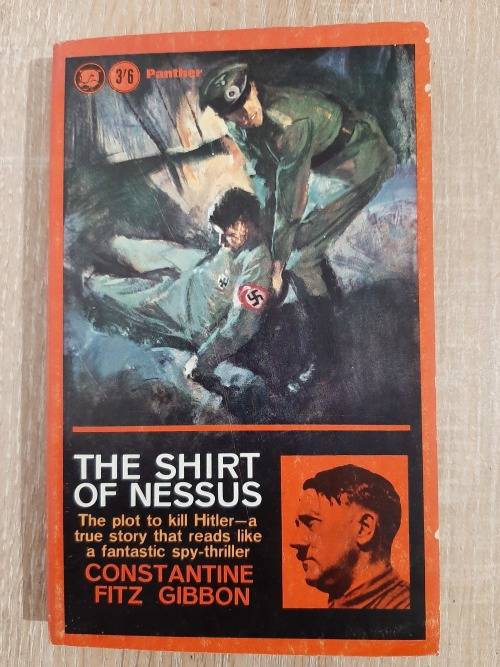 3'6 Panther
THE SHIRT
OF NESSUS
The plot to kill Hitler—a
true story that reads like
a fantastic spy-thriller
CONSTANTINE
FITZ GIBBON